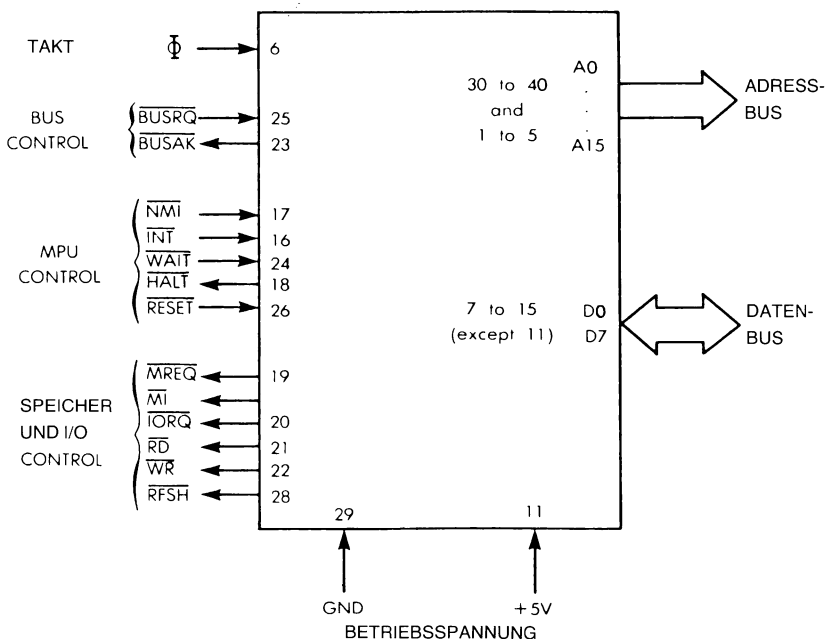 TAKT Φ 6
BUS CONTROL
BUSRQ 25
BUSAK 23
MPU CONTROL
NMI 17
INT 16
WAIT 24
HALT 18
RESET 26
SPEICHER UND I/O CONTROL
MREQ 19
MI
IORQ 20
RD 21
WR 22
RFSH 28
30 to 40
and
1 to 5
A0
.
.
A15
ADRESS-
BUS
7 to 15
(except 11)
D0
D7
DATEN-
BUS
29
11
GND
+5V
BETRIEBSSPANNUNG